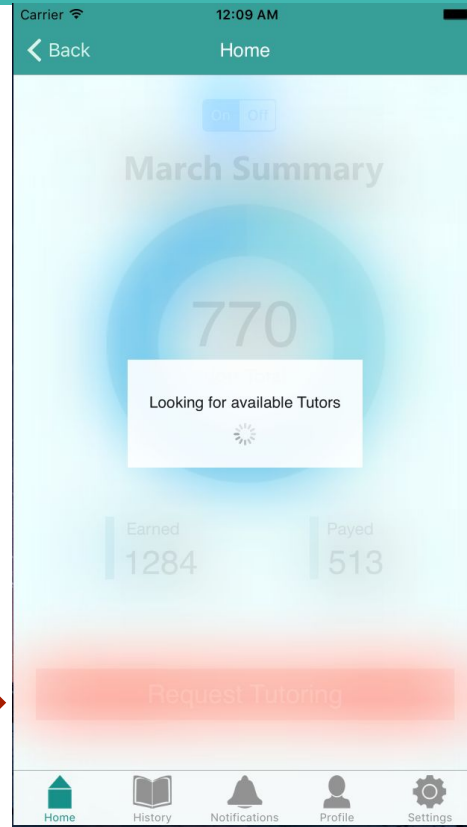 Carrier 12:09 AM
Back Home
On Off
March Summary
770
Looking for available Tutors
Earned Payed
1284 513
Request Tutoring
Home History Notifications Profile Settings